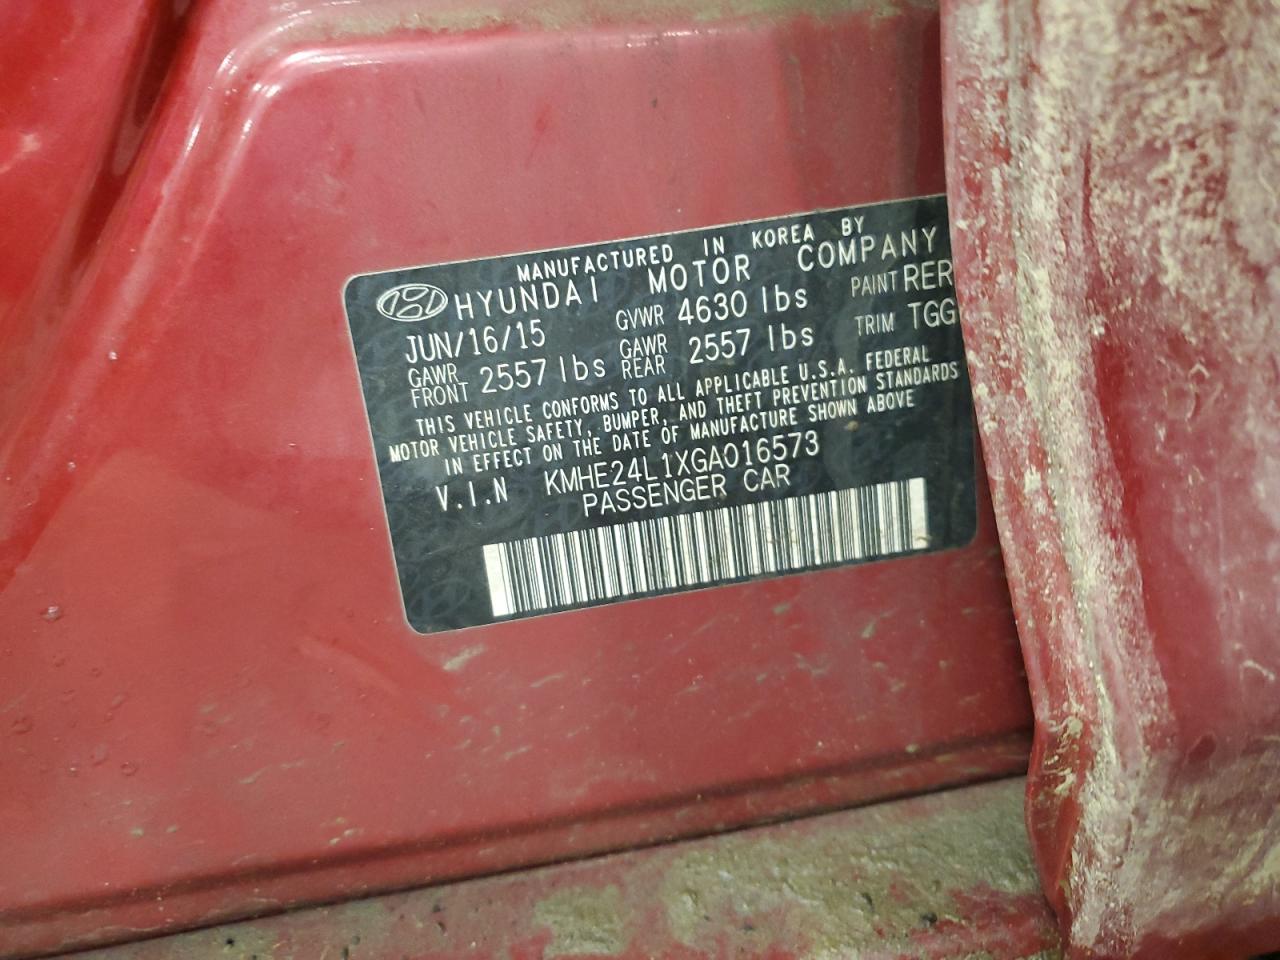 MANUFACTURED IN KOREA BY
HYUNDAI MOTOR COMPANY
JUN/16/15 GVWR 4630 lbs PAINT RER
GAWR FRONT 2557 lbs GAWR REAR 2557 lbs TRIM TGG
THIS VEHICLE CONFORMS TO ALL APPLICABLE U.S.A. FEDERAL
MOTOR VEHICLE SAFETY, BUMPER, AND THEFT PREVENTION STANDARDS
IN EFFECT ON THE DATE OF MANUFACTURE SHOWN ABOVE
V.I.N KMHE24L1XGA016573
PASSENGER CAR